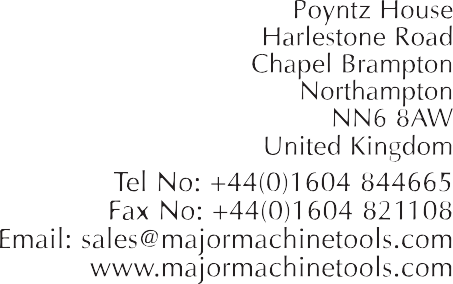 Poyntz House
Harlestone Road
Chapel Brampton
Northampton
NN6 8AW
United Kingdom
Tel No: +44(0)1604 844665
Fax No: +44(0)1604 821108
Email: sales@majormachinetools.com
www.majormachinetools.com